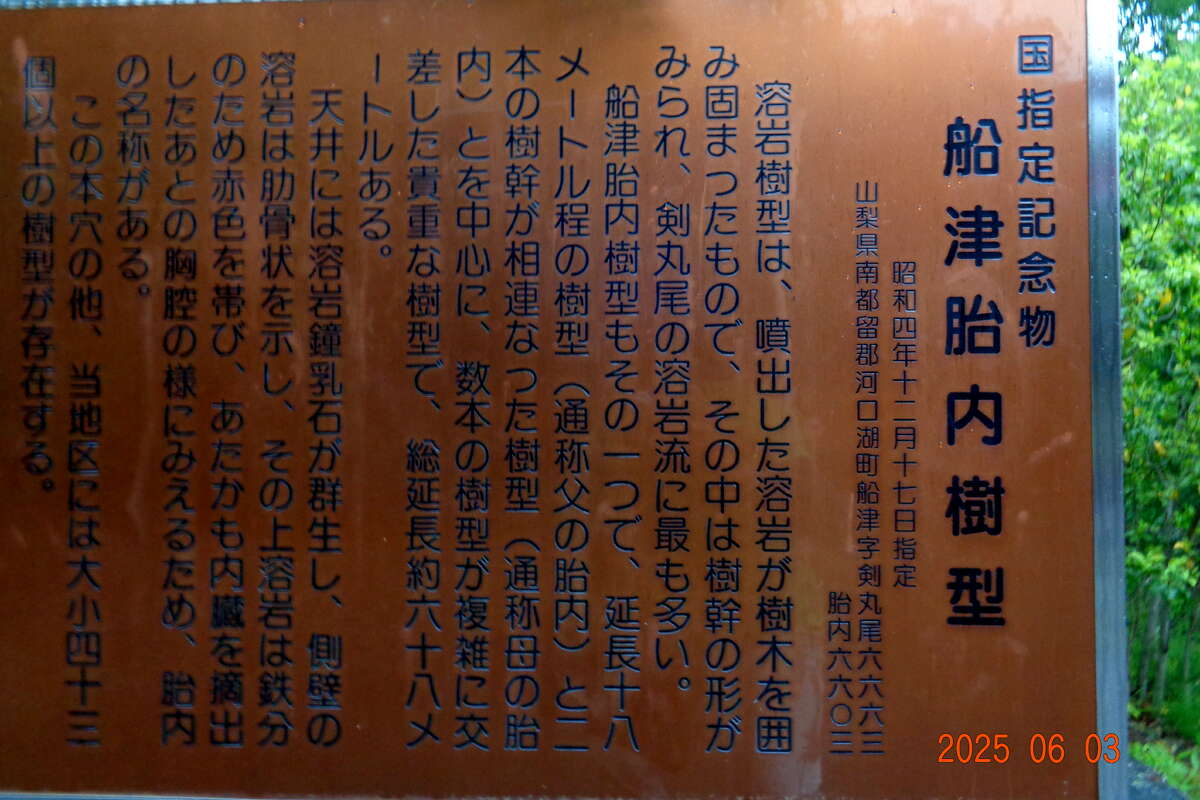 国指定記念物
船津胎内樹型
昭和四年十二月十七日指定
山梨県南都留郡河口湖町船津字剣丸尾六六六三
胎内六六〇三
溶岩樹型は、噴出した溶岩が樹木を囲
み固まったもので、その中は樹幹の形が
みられ、剣丸尾の溶岩流に最も多い。
船津胎内樹型もその一つで、延長十八
メートル程の樹型（通称父の胎内）と二
本の樹幹が相連なった樹型（通称母の胎
内）とを中心に、数本の樹型が複雑に交
差した貴重な樹型で、総延長約六十八メ
ートルある。
天井には溶岩鐘乳石が群生し、側壁の
溶岩は肋骨状を示し、その上溶岩は鉄分
のため赤色を帯び、あたかも内臓を摘出
したあとの胸腔の様にみえるため、胎内
の名称がある。
この本穴の他、当地区には大小四十三
個以上の樹型が存在する。
2025 06 03